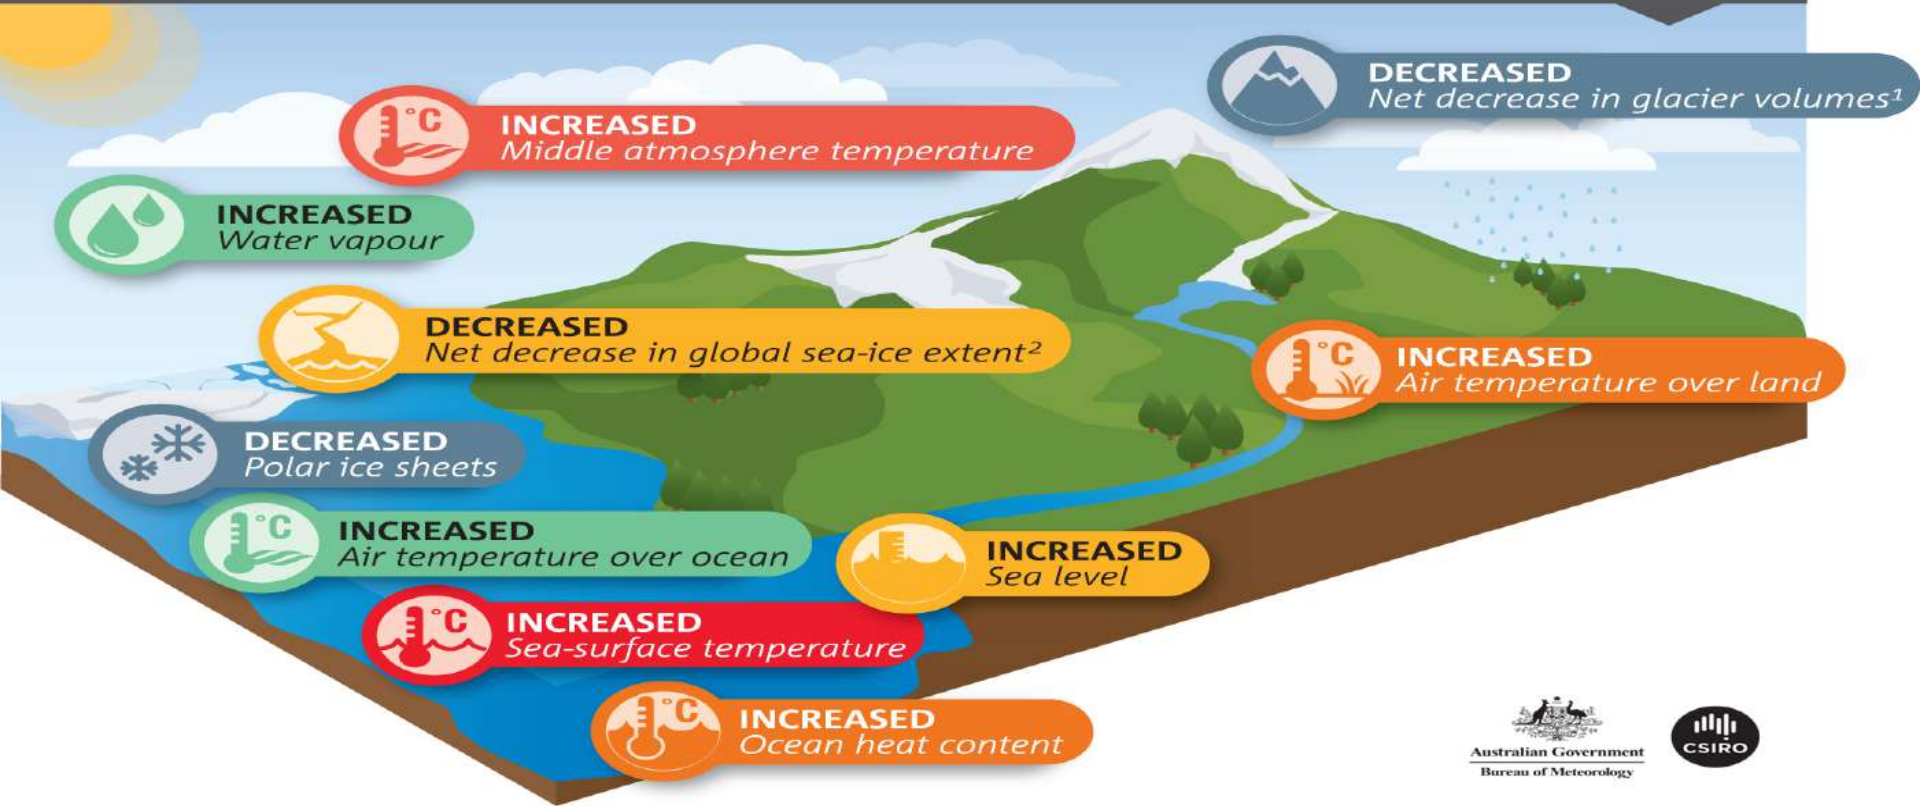 DECREASED
Net decrease in glacier volumes¹
°C
INCREASED
Middle atmosphere temperature
INCREASED
Water vapour
DECREASED
Net decrease in global sea-ice extent²
°C
INCREASED
Air temperature over land
DECREASED
Polar ice sheets
°C
INCREASED
Air temperature over ocean
INCREASED
Sea level
°C
INCREASED
Sea-surface temperature
°C
INCREASED
Ocean heat content
Australian Government
Bureau of Meteorology
CSIRO